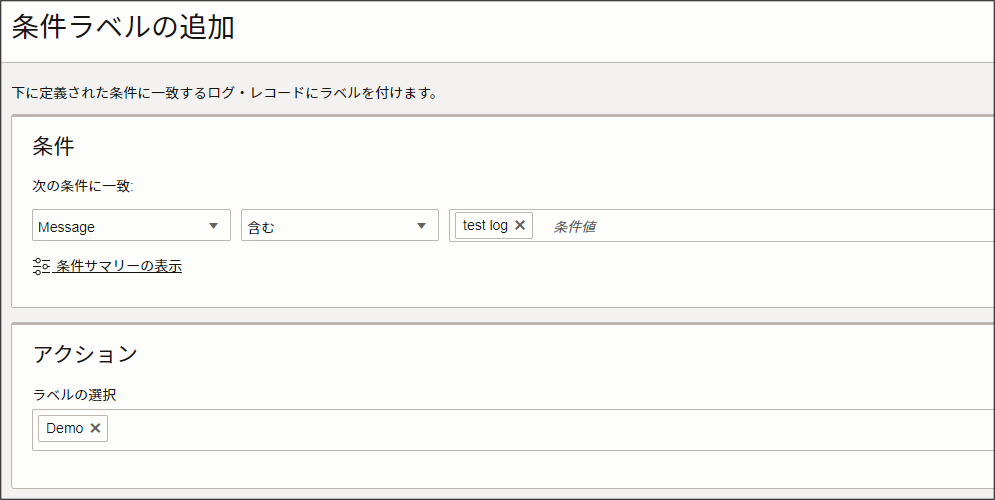 条件ラベルの追加
下に定義された条件に一致するログ・レコードにラベルを付けます。
条件
次の条件に一致:
Message 含む test log 条件値
条件サマリーの表示
アクション
ラベルの選択
Demo